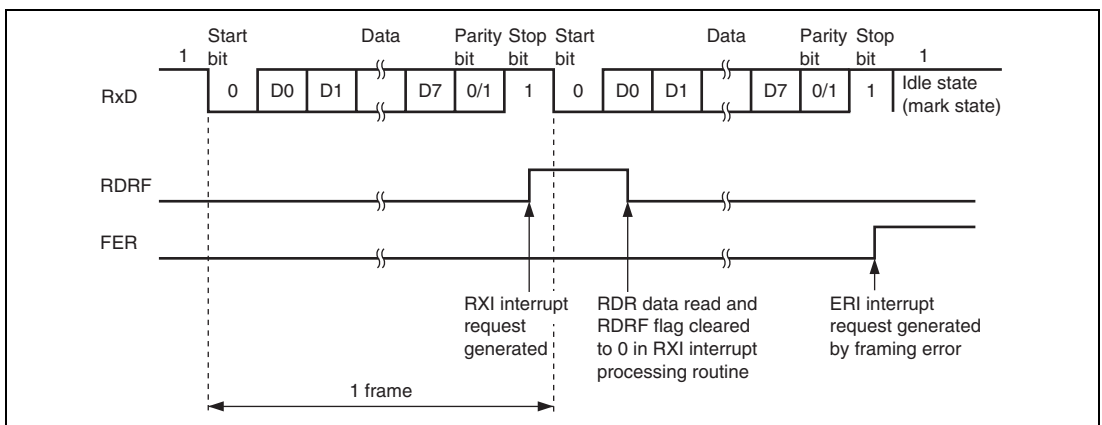 Start Data Parity Stop Start Data Parity Stop
1 bit bit bit bit bit bit 1
RxD 0 D0 D1 D7 0/1 1 0 D0 D1 D7 0/1 1 Idle state
(mark state)
RDRF
FER
RXI interrupt
request
generated
RDR data read and
RDRF flag cleared
to 0 in RXI interrupt
processing routine
ERI interrupt
request generated
by framing error
1 frame